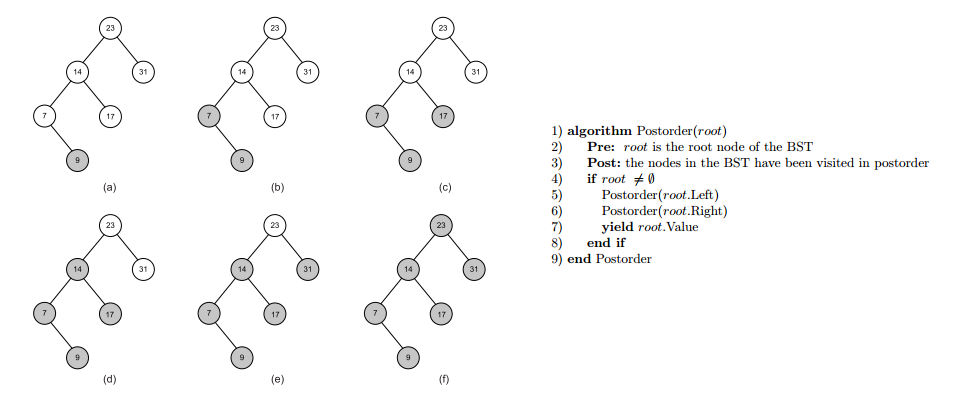 23
14
31
7
17
9
(a)
23
14
31
7
17
9
(b)
23
14
31
7
17
9
(c)
23
14
31
7
17
9
(d)
23
14
31
7
17
9
(e)
23
14
31
7
17
9
(f)
1) algorithm Postorder(root)
2) Pre: root is the root node of the BST
3) Post: the nodes in the BST have been visited in postorder
4) if root ≠ ∅
5) Postorder(root.Left)
6) Postorder(root.Right)
7) yield root.Value
8) end if
9) end Postorder